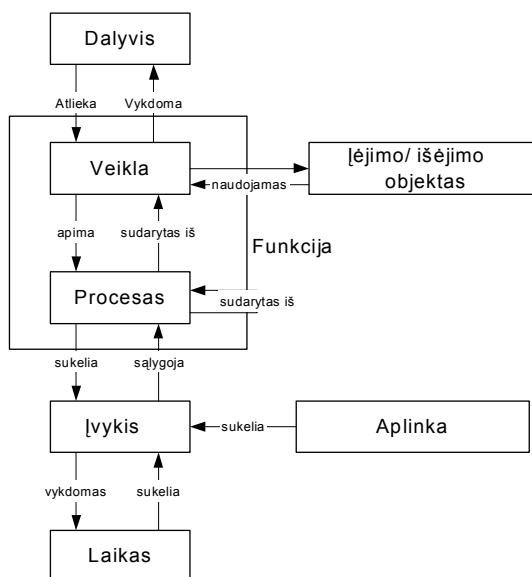 Dalyvis
Atlieka
Vykdoma
Veikla
Įėjimo/ išėjimo
objektas
naudojamas
apima
sudarytas iš
Funkcija
Procesas
sudarytas iš
sukelia
sąlygoja
Įvykis
sukelia
Aplinka
vykdomas
sukelia
Laikas